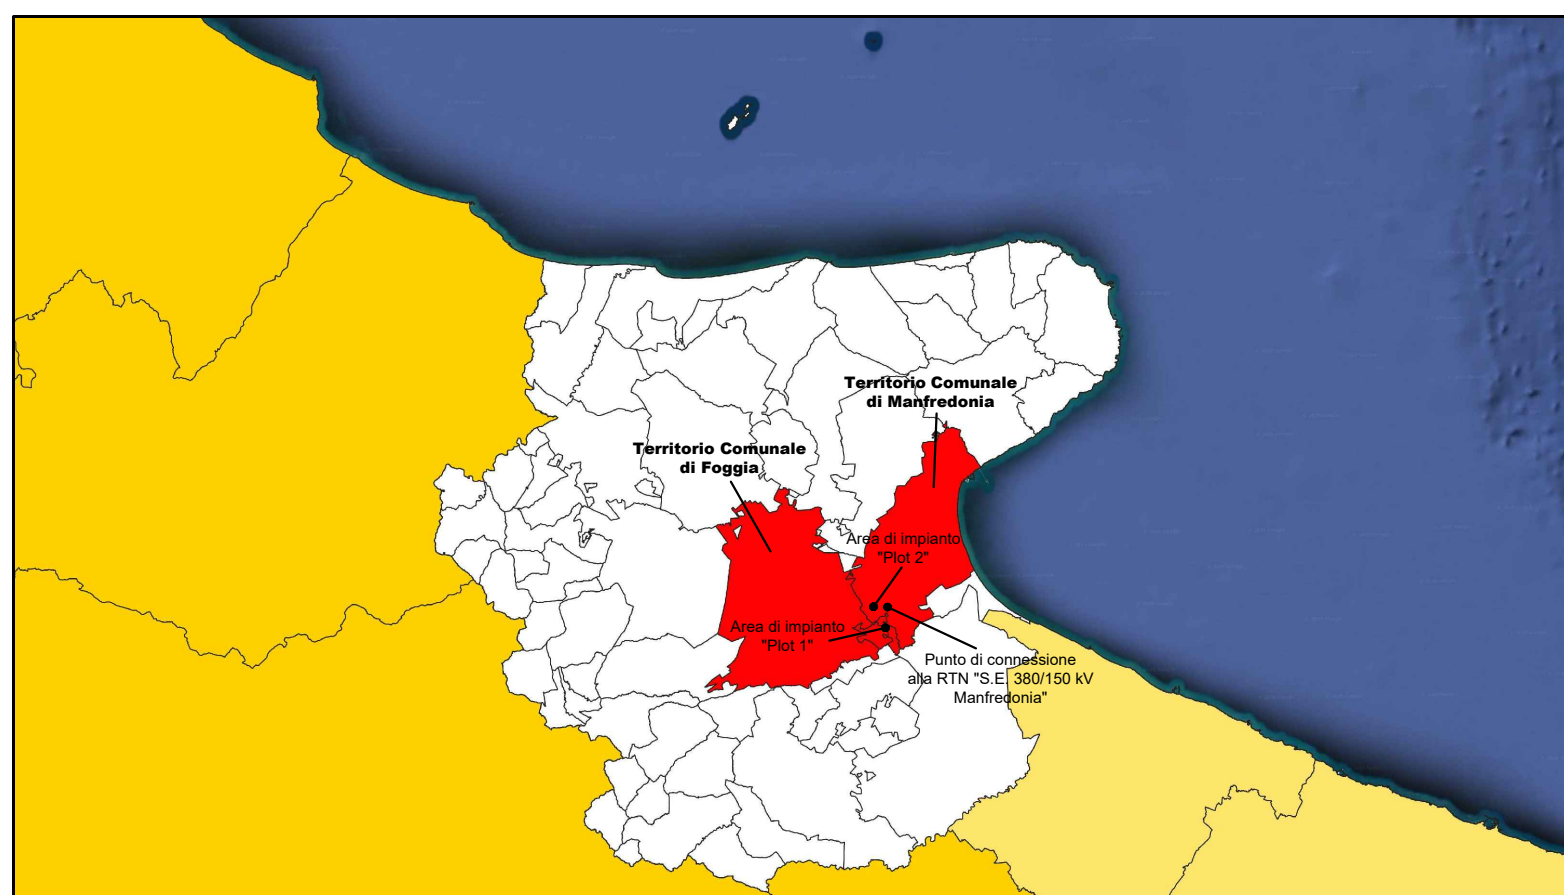 Territorio Comunale
di Manfredonia
Territorio Comunale
di Foggia
Area di impianto
"Plot 2"
Area di impianto
"Plot 1"
Punto di connessione
alla RTN "S.E. 380/150 kV
Manfredonia"